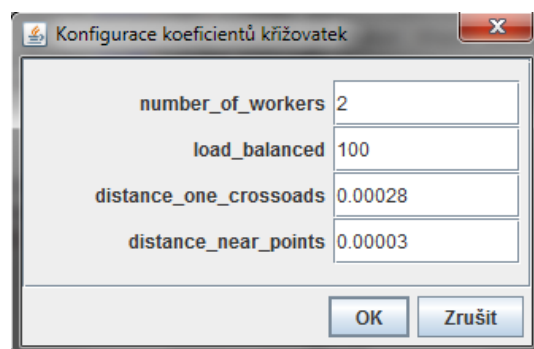 Konfigurace koeficientů křižovatek
number_of_workers 2
load_balanced 100
distance_one_crossoads 0.00028
distance_near_points 0.00003
OK Zrušit